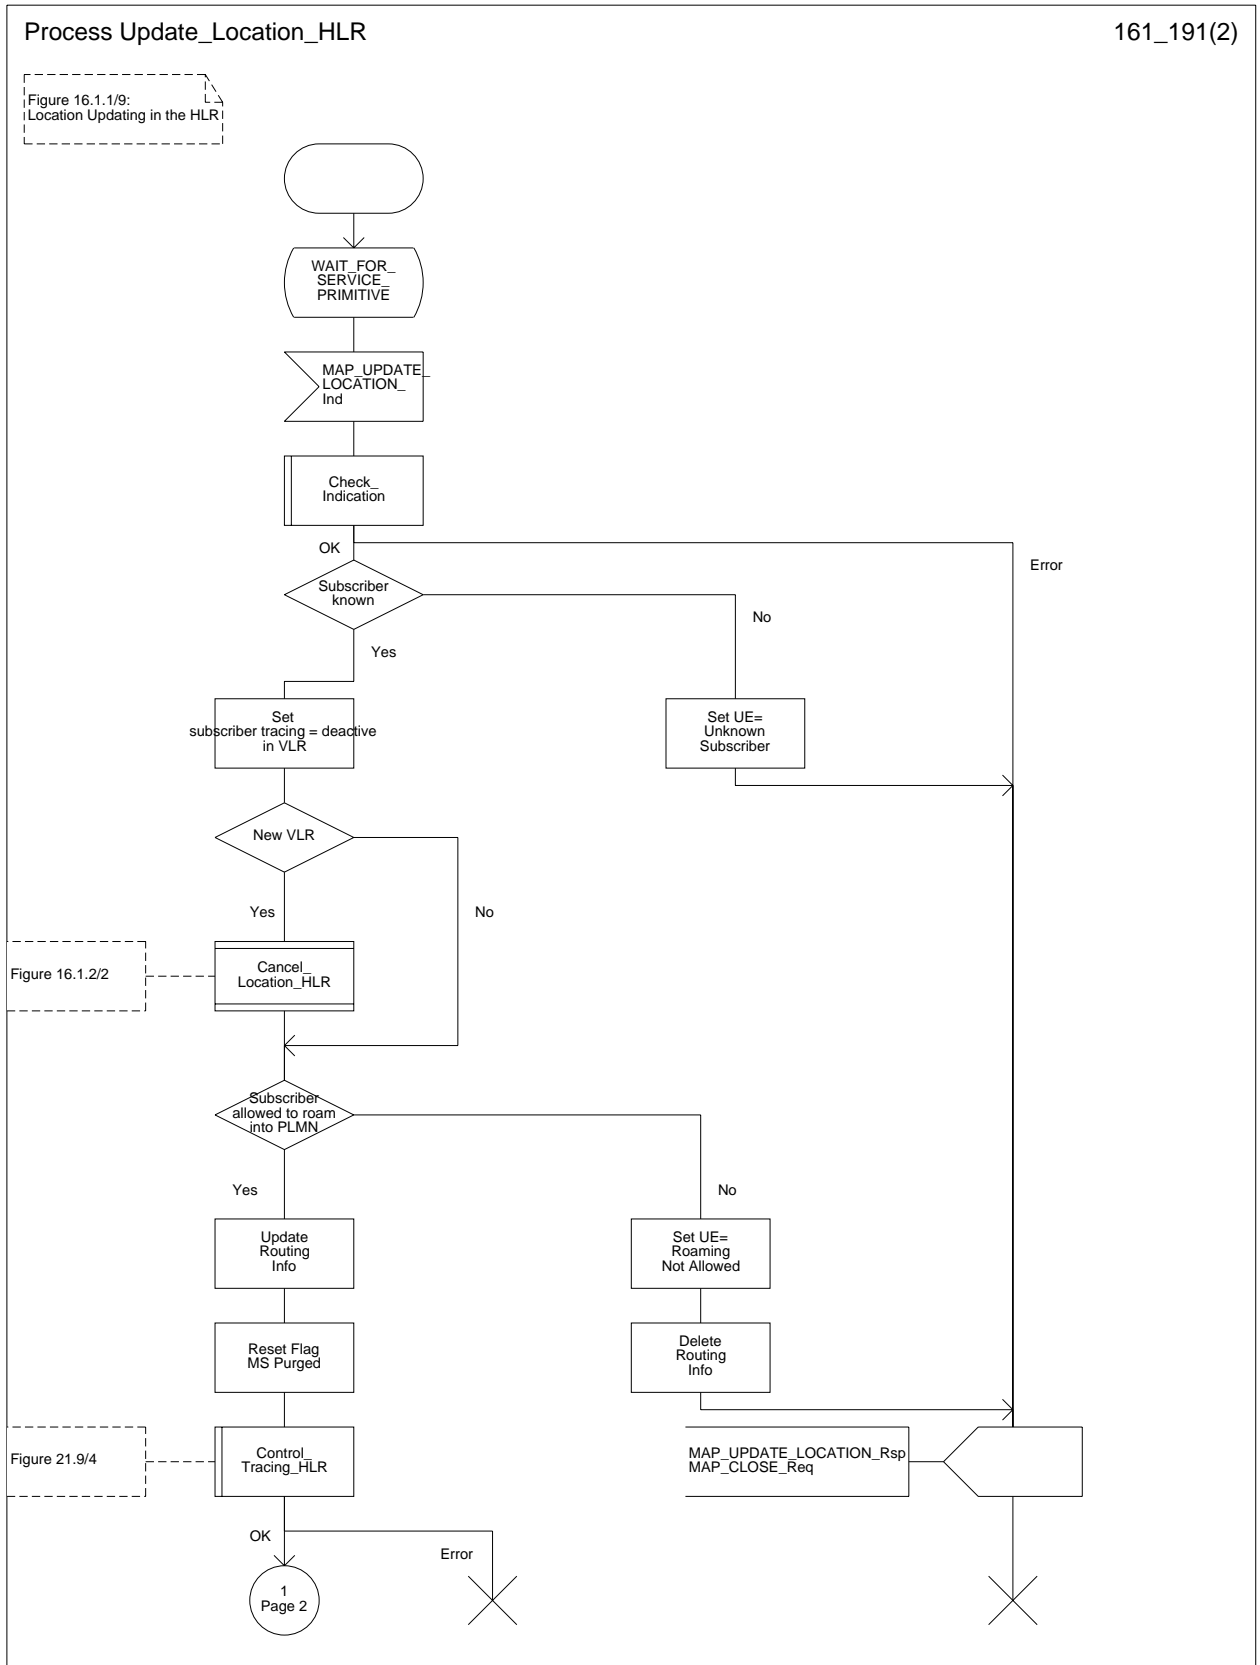 Process Update_Location_HLR
161_191(2)
Figure 16.1.1/9:
Location Updating in the HLR
WAIT_FOR_
SERVICE_
PRIMITIVE
MAP_UPDATE_
LOCATION_
Ind
Check_
Indication
OK
Error
Subscriber
known
No
Yes
Set
subscriber tracing = deactive
in VLR
Set UE=
Unknown
Subscriber
New VLR
Yes
No
Figure 16.1.2/2
Cancel_
Location_HLR
Subscriber
allowed to roam
into PLMN
Yes
No
Update
Routing
Info
Set UE=
Roaming
Not Allowed
Reset Flag
MS Purged
Delete
Routing
Info
Figure 21.9/4
Control_
Tracing_HLR
MAP_UPDATE_LOCATION_Rsp
MAP_CLOSE_Req
OK
Error
1
Page 2